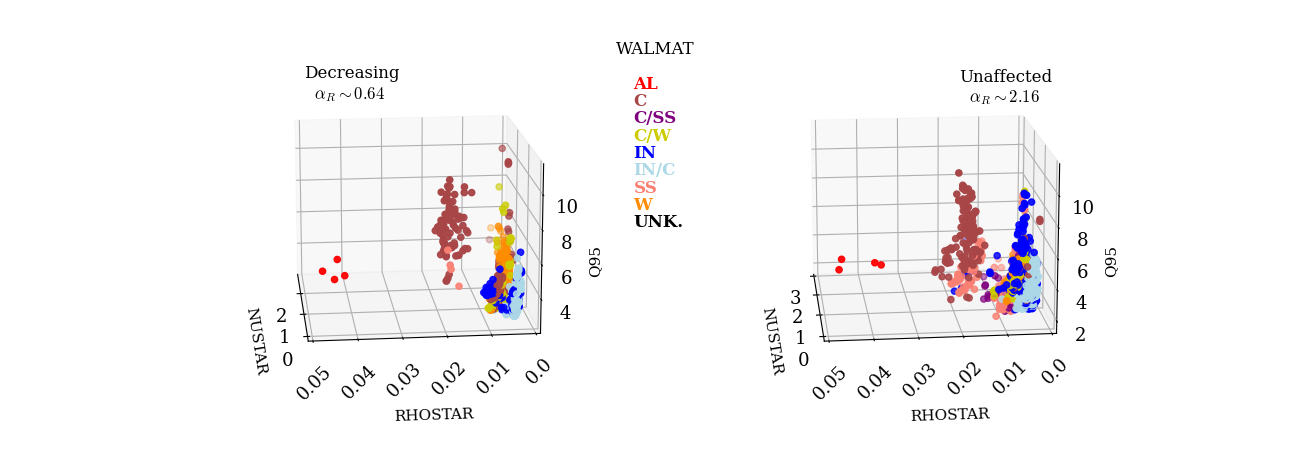 WALMAT
Decreasing
α_R ∼ 0.64
AL
C
C/SS
C/W
IN
IN/C
SS
W
UNK.
Unaffected
α_R ∼ 2.16
10
8
6
4
Q95
2
1
0
NUSTAR
0.05
0.04
0.03
0.02
0.01
0.0
RHOSTAR
10
8
6
4
2
Q95
3
2
1
0
NUSTAR
0.05
0.04
0.03
0.02
0.01
0.0
RHOSTAR